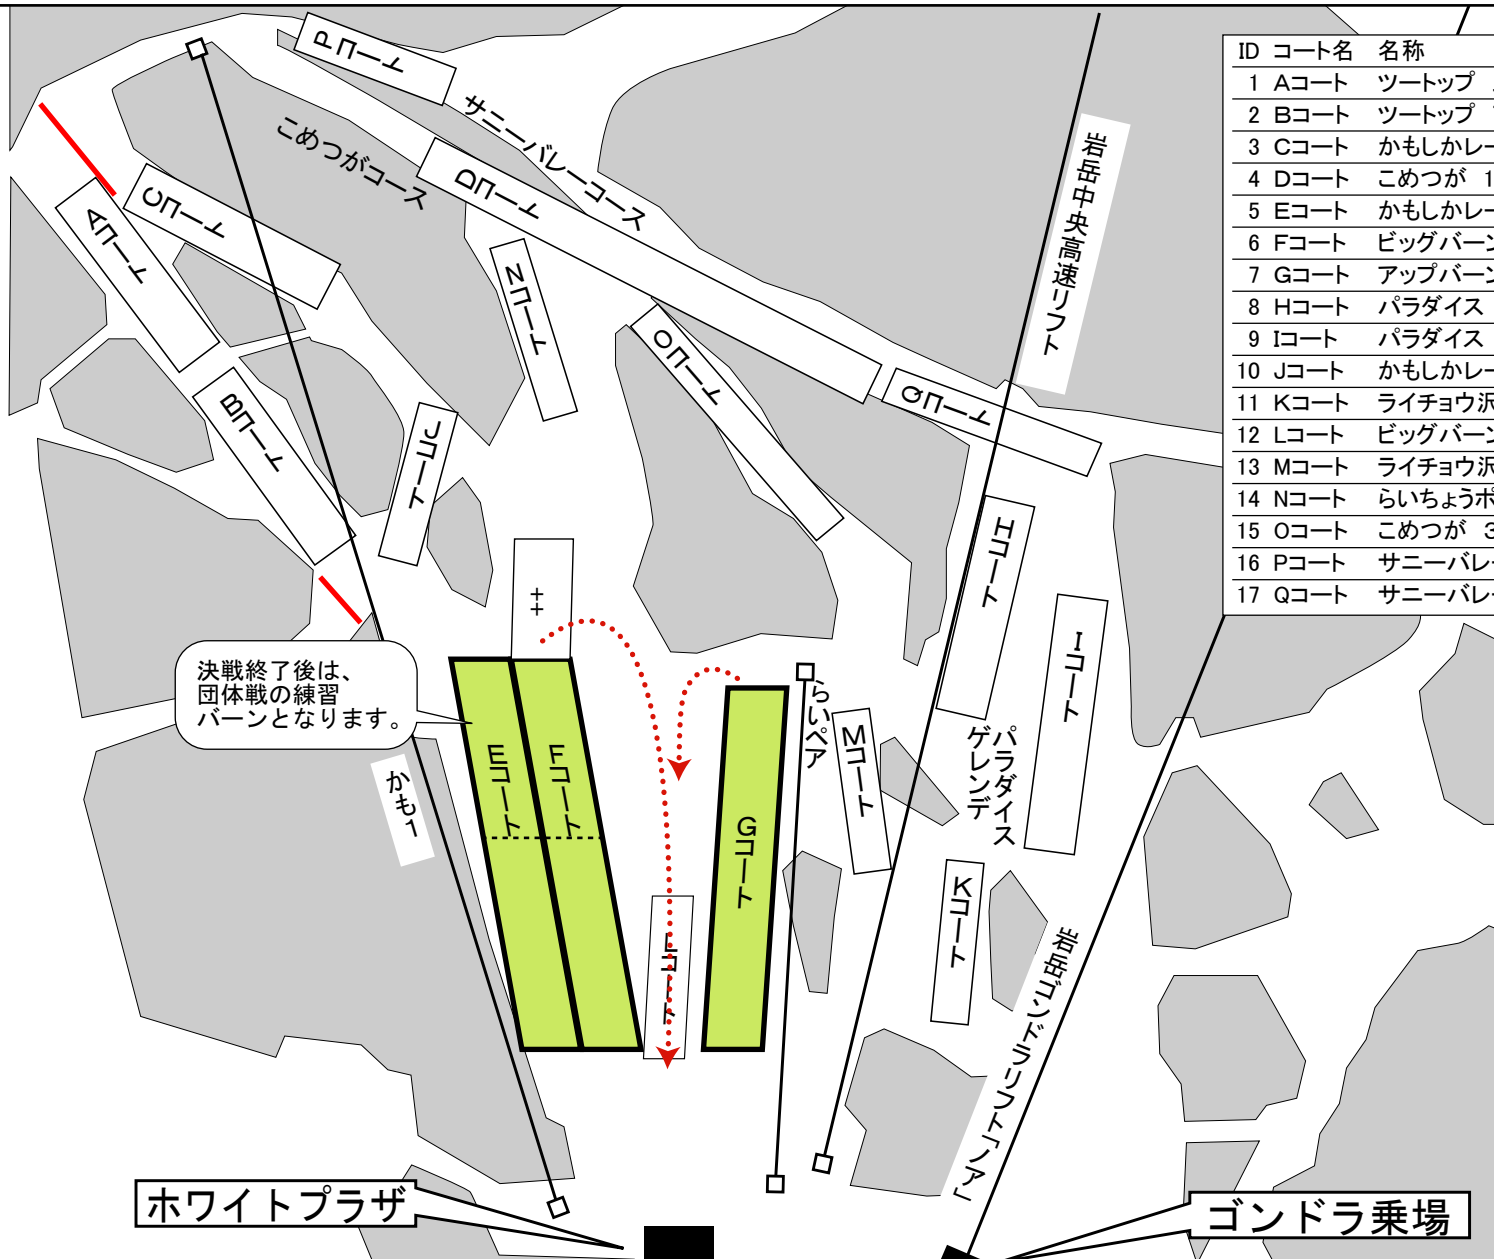 Pコート
サニーバレーコース
こめつがコース
Dコート
Cコート
Aコート
Nコート
Oコート
Bコート
Jコート
Qコート
岩岳中央高速リフト
ID コート名 名称
1 Aコート ツートップ
2 Bコート ツートップ
3 Cコート かもしかレー
4 Dコート こめつが 1
5 Eコート かもしかレー
6 Fコート ビッグバーン
7 Gコート アップバーン
8 Hコート パラダイス
9 Iコート パラダイス
10 Jコート かもしかレー
11 Kコート ライチョウ沢
12 Lコート ビッグバーン
13 Mコート ライチョウ沢
14 Nコート らいちょうポ
15 Oコート こめつが 3
16 Pコート サニーバレー
17 Qコート サニーバレー
Hコート
Iコート
‡‡
決戦終了後は、
団体戦の練習
バーンとなります。
かも1
Eコート
Fコート
Gコート
らいペア
Mコート
パラダイス
ゲレンデ
Kコート
Lコート
岩岳ゴンドラリフト「ノア」
ホワイトプラザ
ゴンドラ乗場